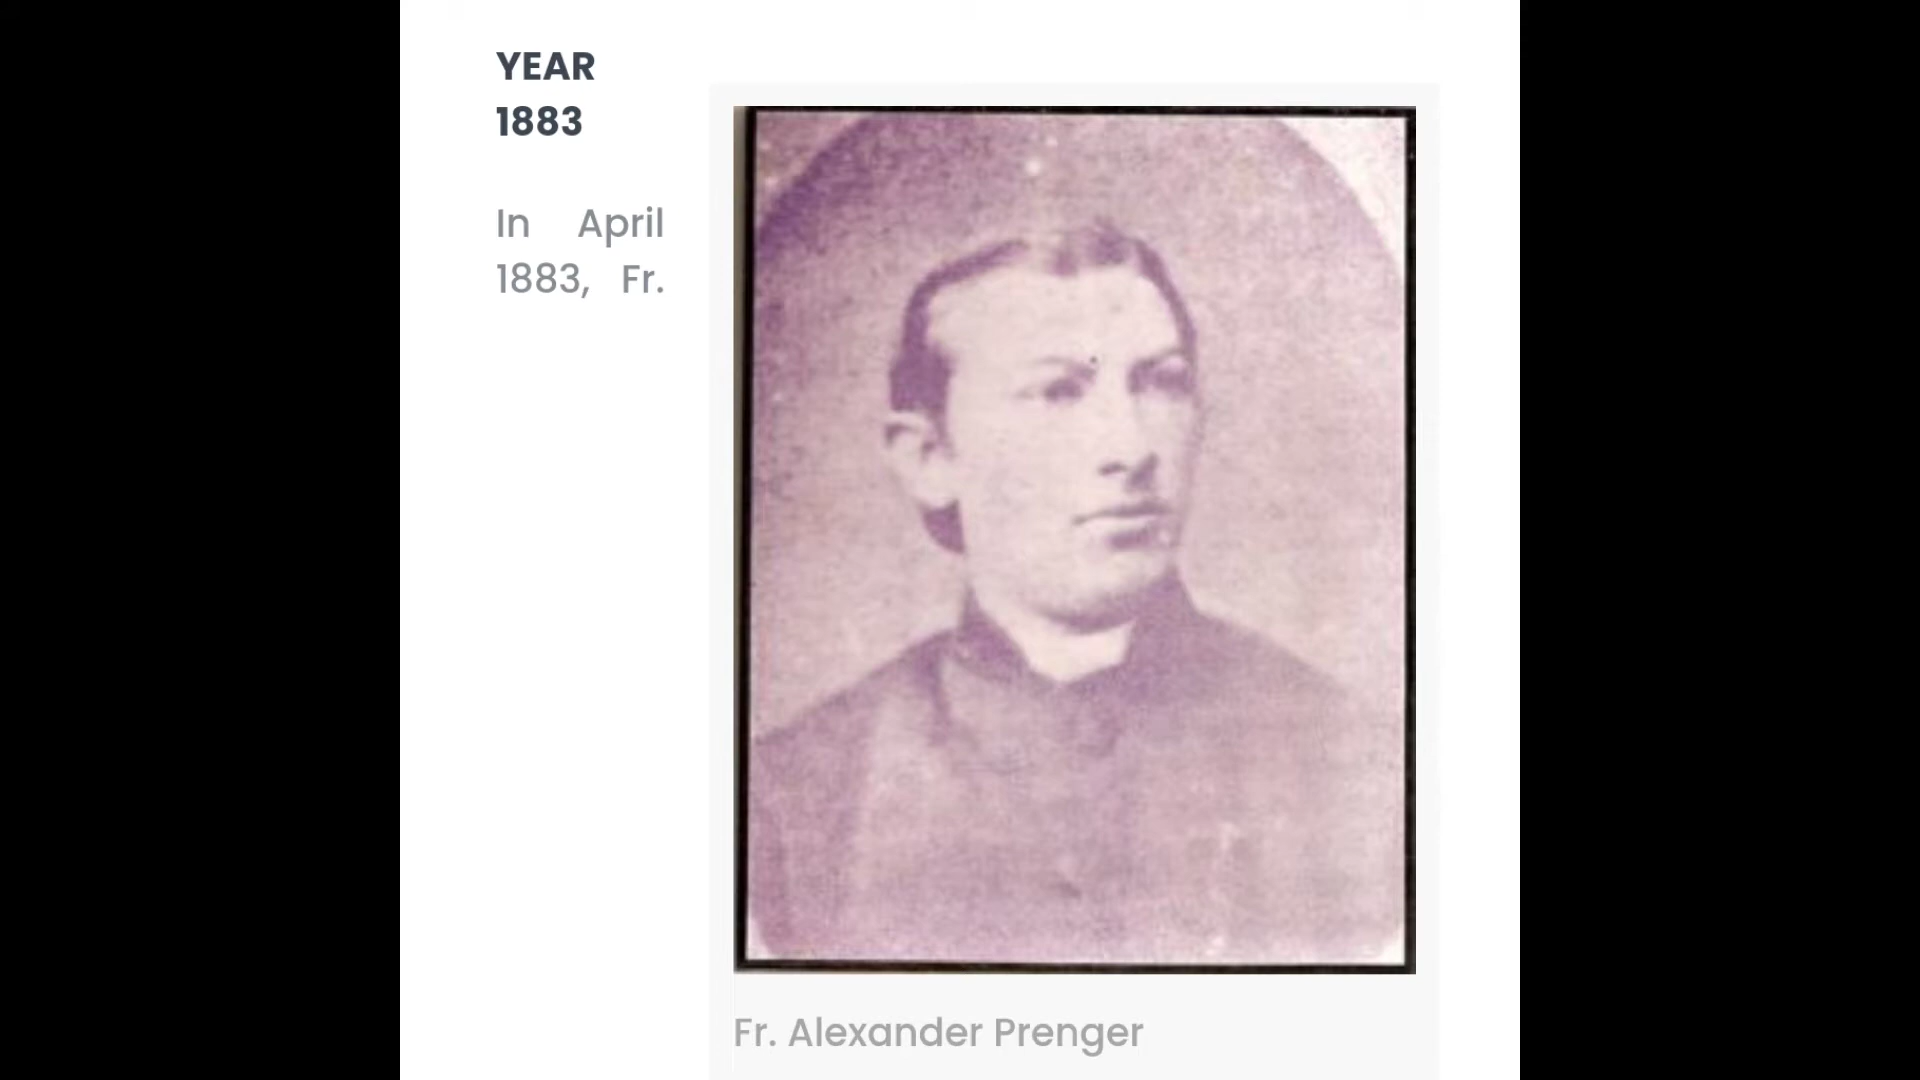 YEAR
1883
In April
1883, Fr.
Fr. Alexander Prenger